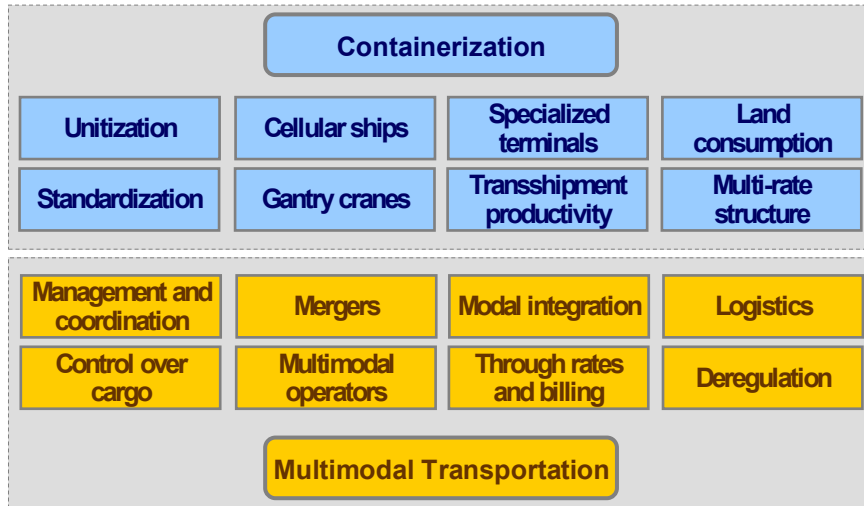 Containerization
Unitization
Cellular ships
Specialized
terminals
Land
consumption
Standardization
Gantry cranes
Transshipment
productivity
Multi-rate
structure
Management and
coordination
Mergers
Modal integration
Logistics
Control over
cargo
Multimodal
operators
Through rates
and billing
Deregulation
Multimodal Transportation